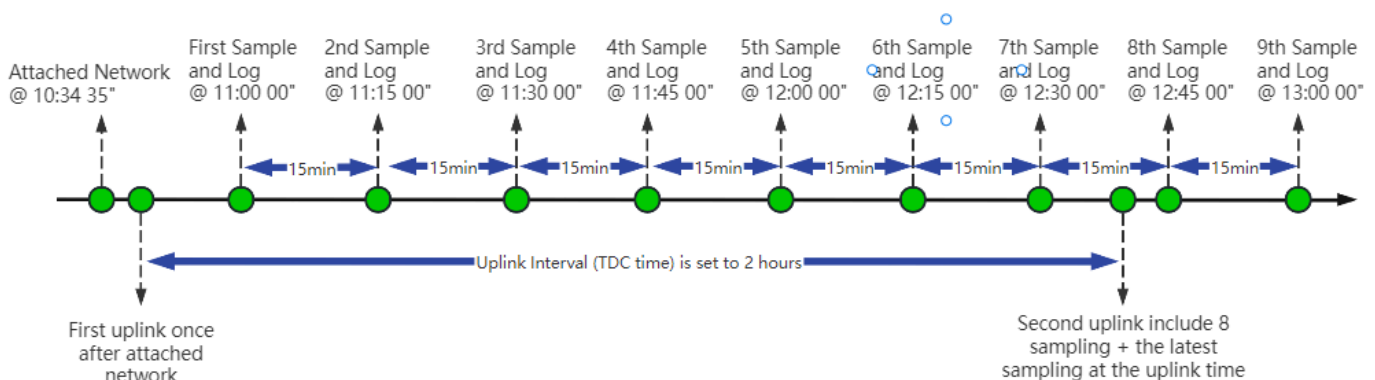 Attached Network
@ 10:34 35"
First Sample
and Log
@ 11:00 00"
2nd Sample
and Log
@ 11:15 00"
3rd Sample
and Log
@ 11:30 00"
4th Sample
and Log
@ 11:45 00"
5th Sample
and Log
@ 12:00 00"
6th Sample
and Log
@ 12:15 00"
7th Sample
and Log
@ 12:30 00"
8th Sample
and Log
@ 12:45 00"
9th Sample
and Log
@ 13:00 00"
15min
15min
15min
15min
15min
15min
15min
15min
Uplink Interval (TDC time) is set to 2 hours
First uplink once
after attached
network
Second uplink include 8
sampling + the latest
sampling at the uplink time